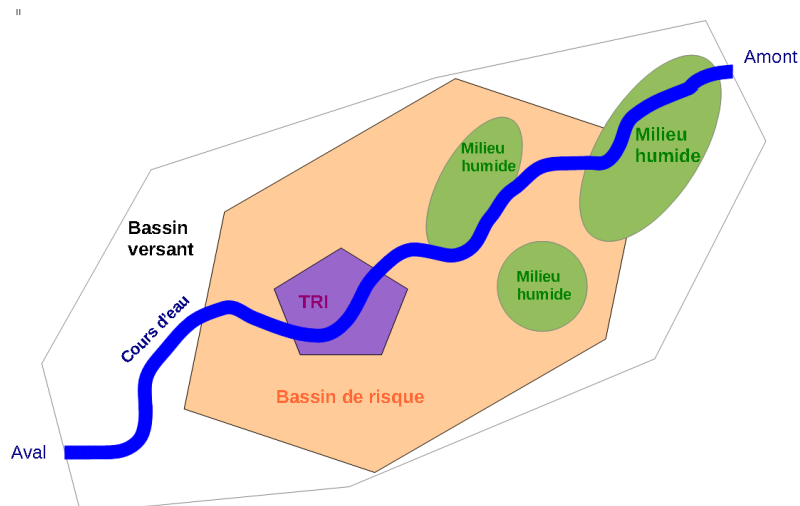 Amont
Milieu
humide
Milieu
humide
Bassin
versant
Milieu
humide
TRI
Cours d'eau
Bassin de risque
Aval